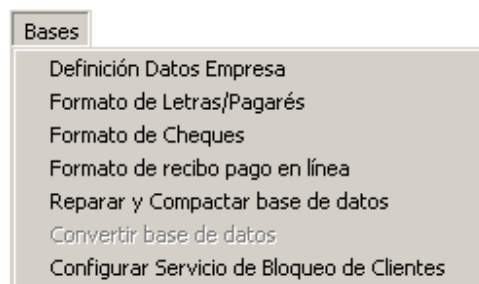 Bases
Definición Datos Empresa
Formato de Letras/Pagarés
Formato de Cheques
Formato de recibo pago en línea
Reparar y Compactar base de datos
Convertir base de datos
Configurar Servicio de Bloqueo de Clientes